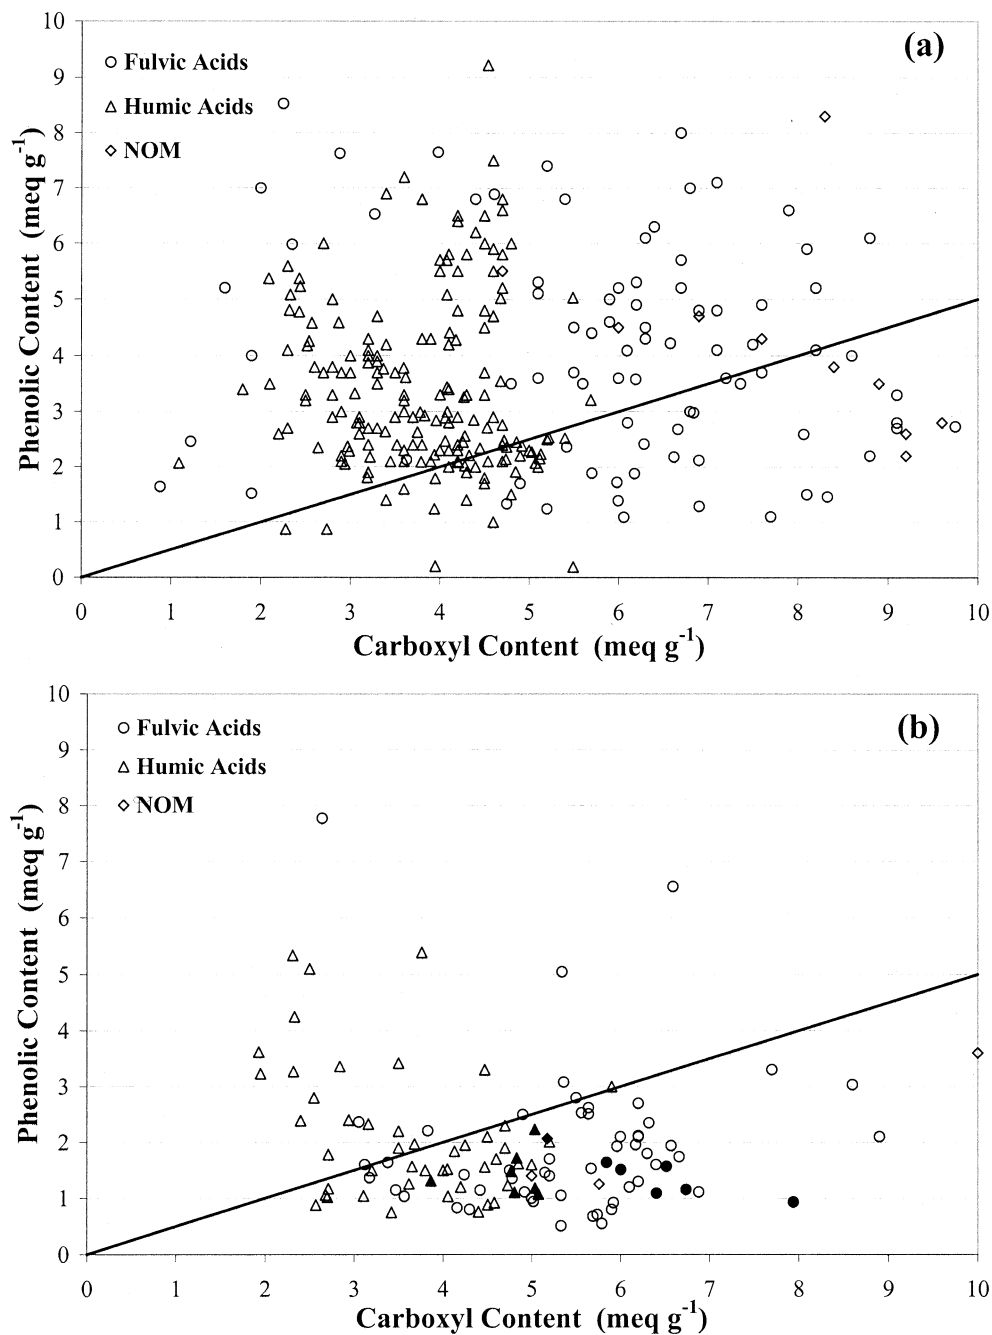 (a)
Fulvic Acids
Humic Acids
NOM
10
9
8
7
6
5
4
3
2
1
0
Phenolic Content (meq g⁻¹)
0 1 2 3 4 5 6 7 8 9 10
Carboxyl Content (meq g⁻¹)
(b)
Fulvic Acids
Humic Acids
NOM
10
9
8
7
6
5
4
3
2
1
0
Phenolic Content (meq g⁻¹)
0 1 2 3 4 5 6 7 8 9 10
Carboxyl Content (meq g⁻¹)